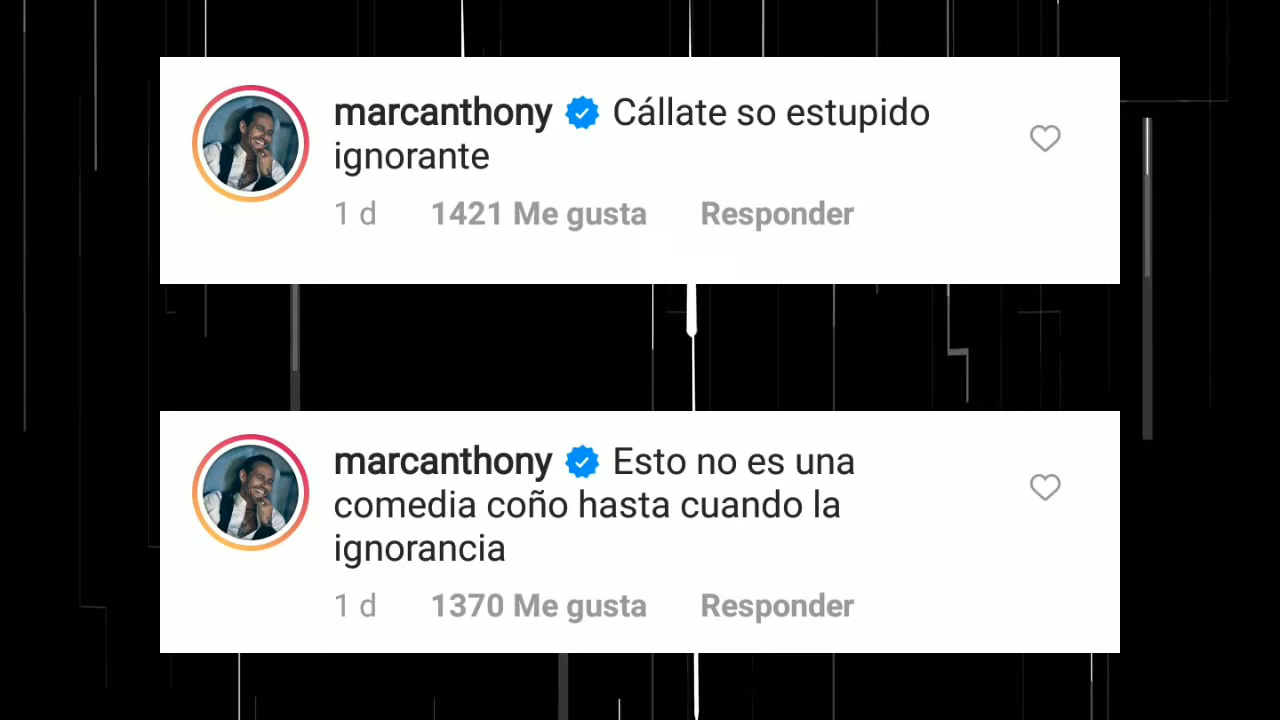 marcanthony Cállate so estupido
ignorante
1 d 1421 Me gusta Responder
marcanthony Esto no es una
comedia coño hasta cuando la
ignorancia
1 d 1370 Me gusta Responder